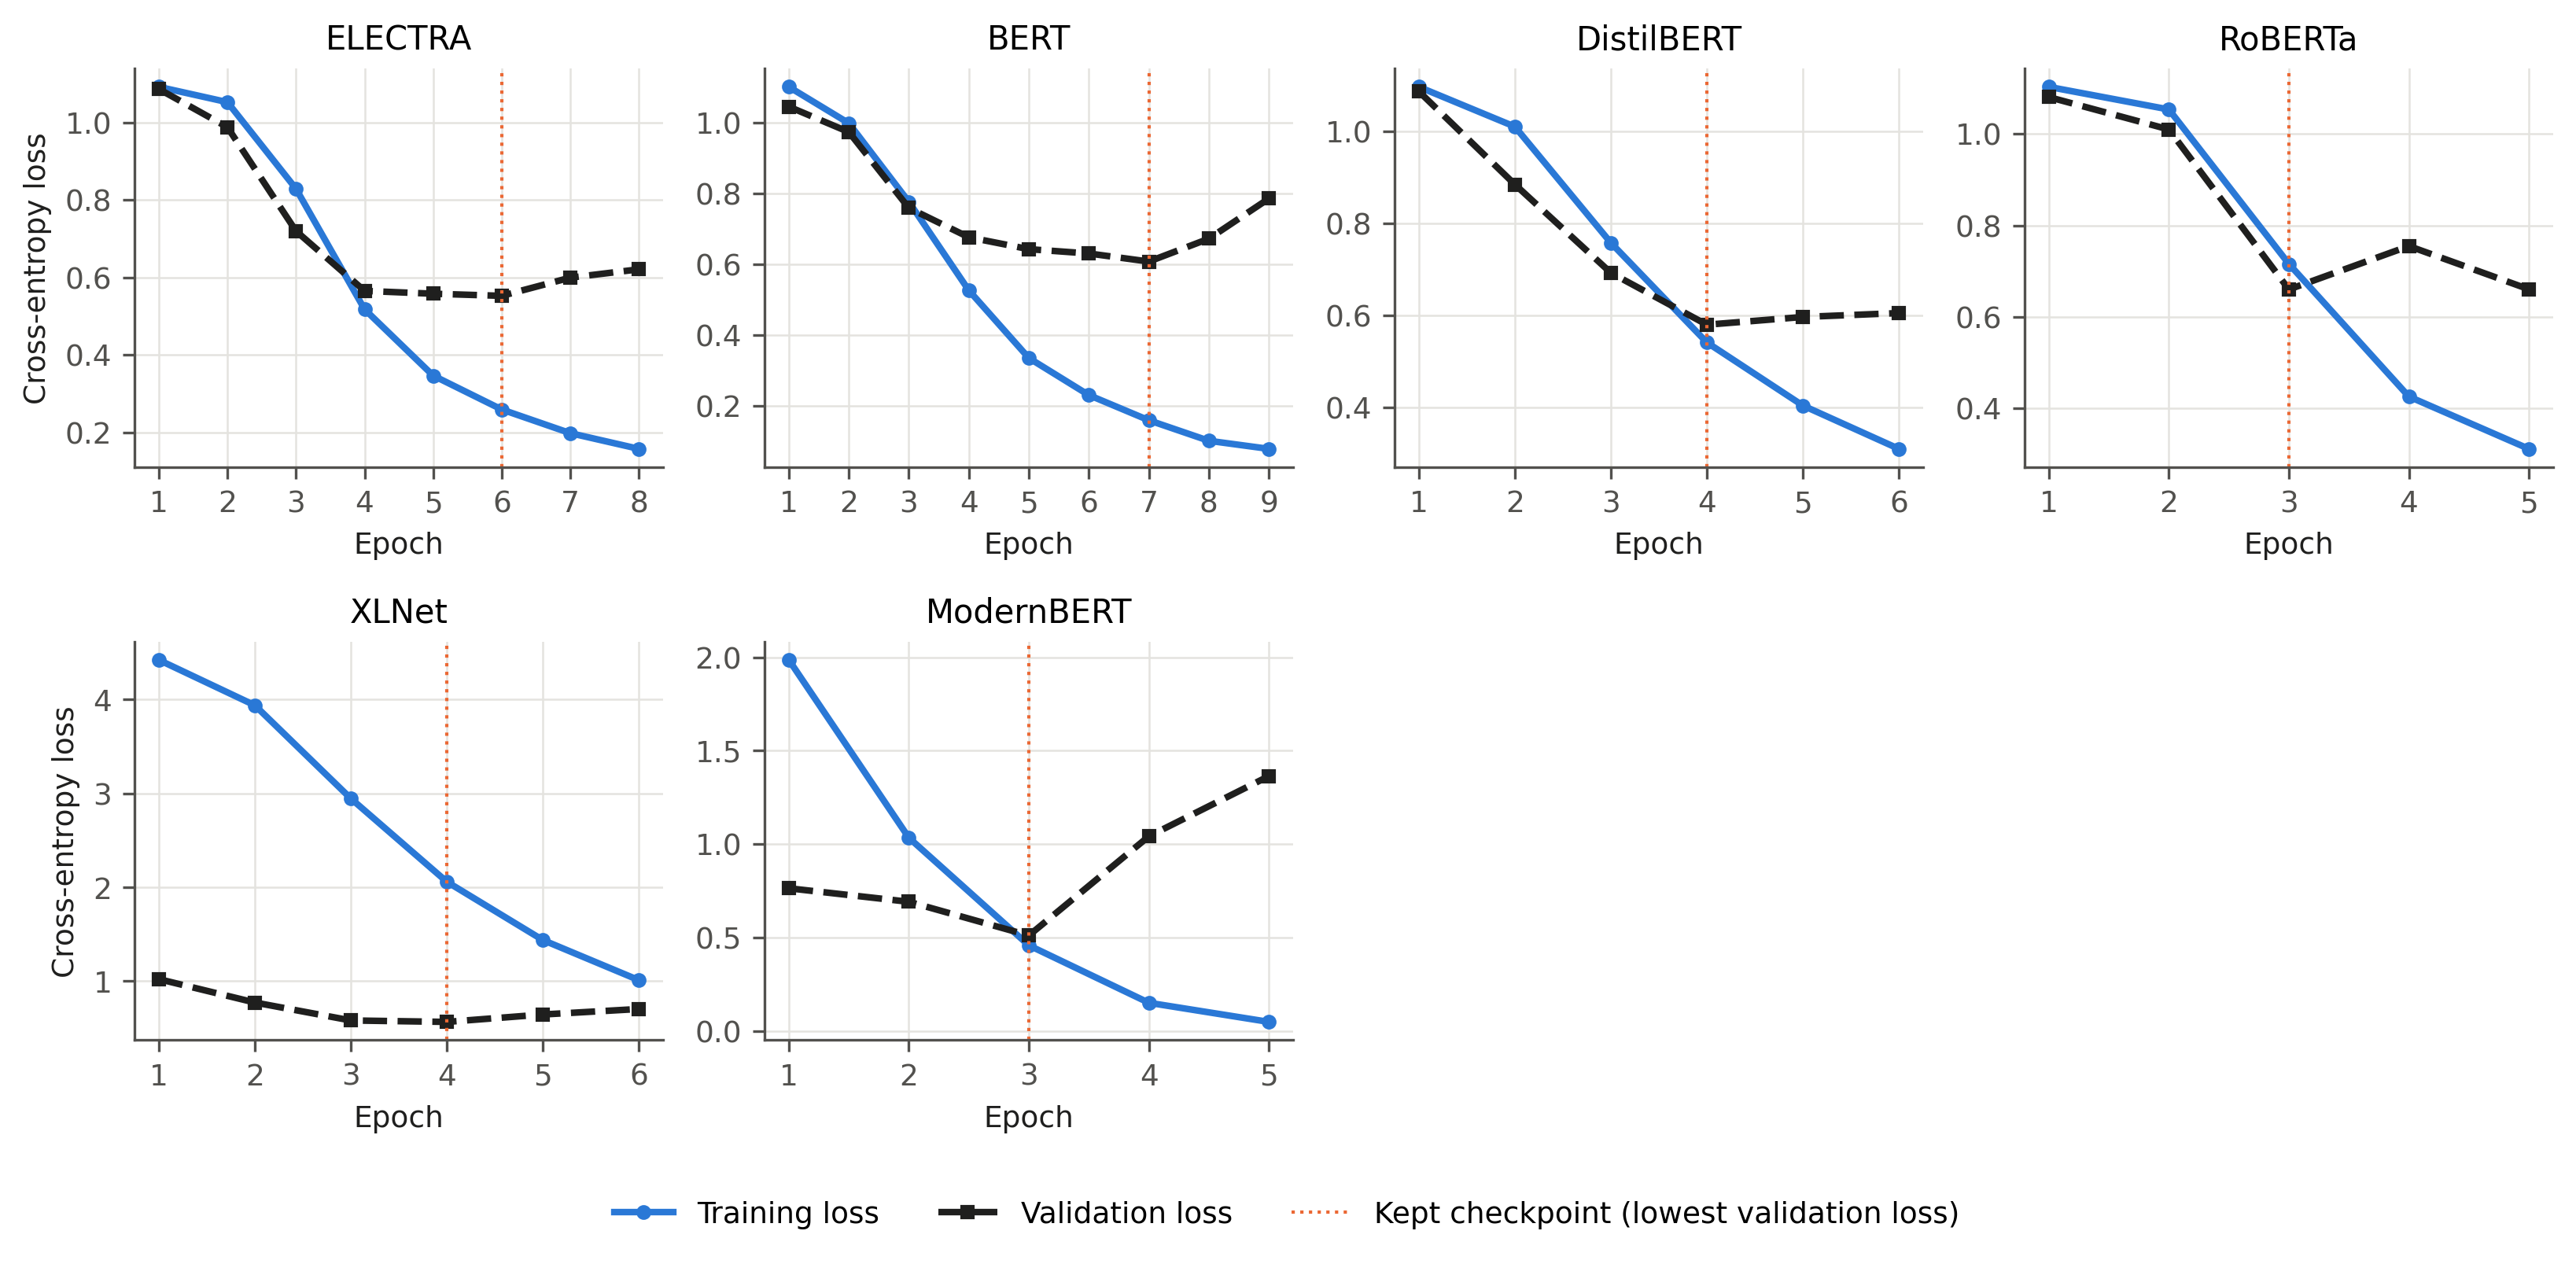 ELECTRA
Cross-entropy loss
1.0
0.8
0.6
0.4
0.2
1 2 3 4 5 6 7 8
Epoch
BERT
1.0
0.8
0.6
0.4
0.2
1 2 3 4 5 6 7 8 9
Epoch
DistilBERT
1.0
0.8
0.6
0.4
1 2 3 4 5 6
Epoch
RoBERTa
1.0
0.8
0.6
0.4
1 2 3 4 5
Epoch
XLNet
Cross-entropy loss
4
3
2
1
1 2 3 4 5 6
Epoch
ModernBERT
2.0
1.5
1.0
0.5
0.0
1 2 3 4 5
Epoch
Training loss
Validation loss
Kept checkpoint (lowest validation loss)